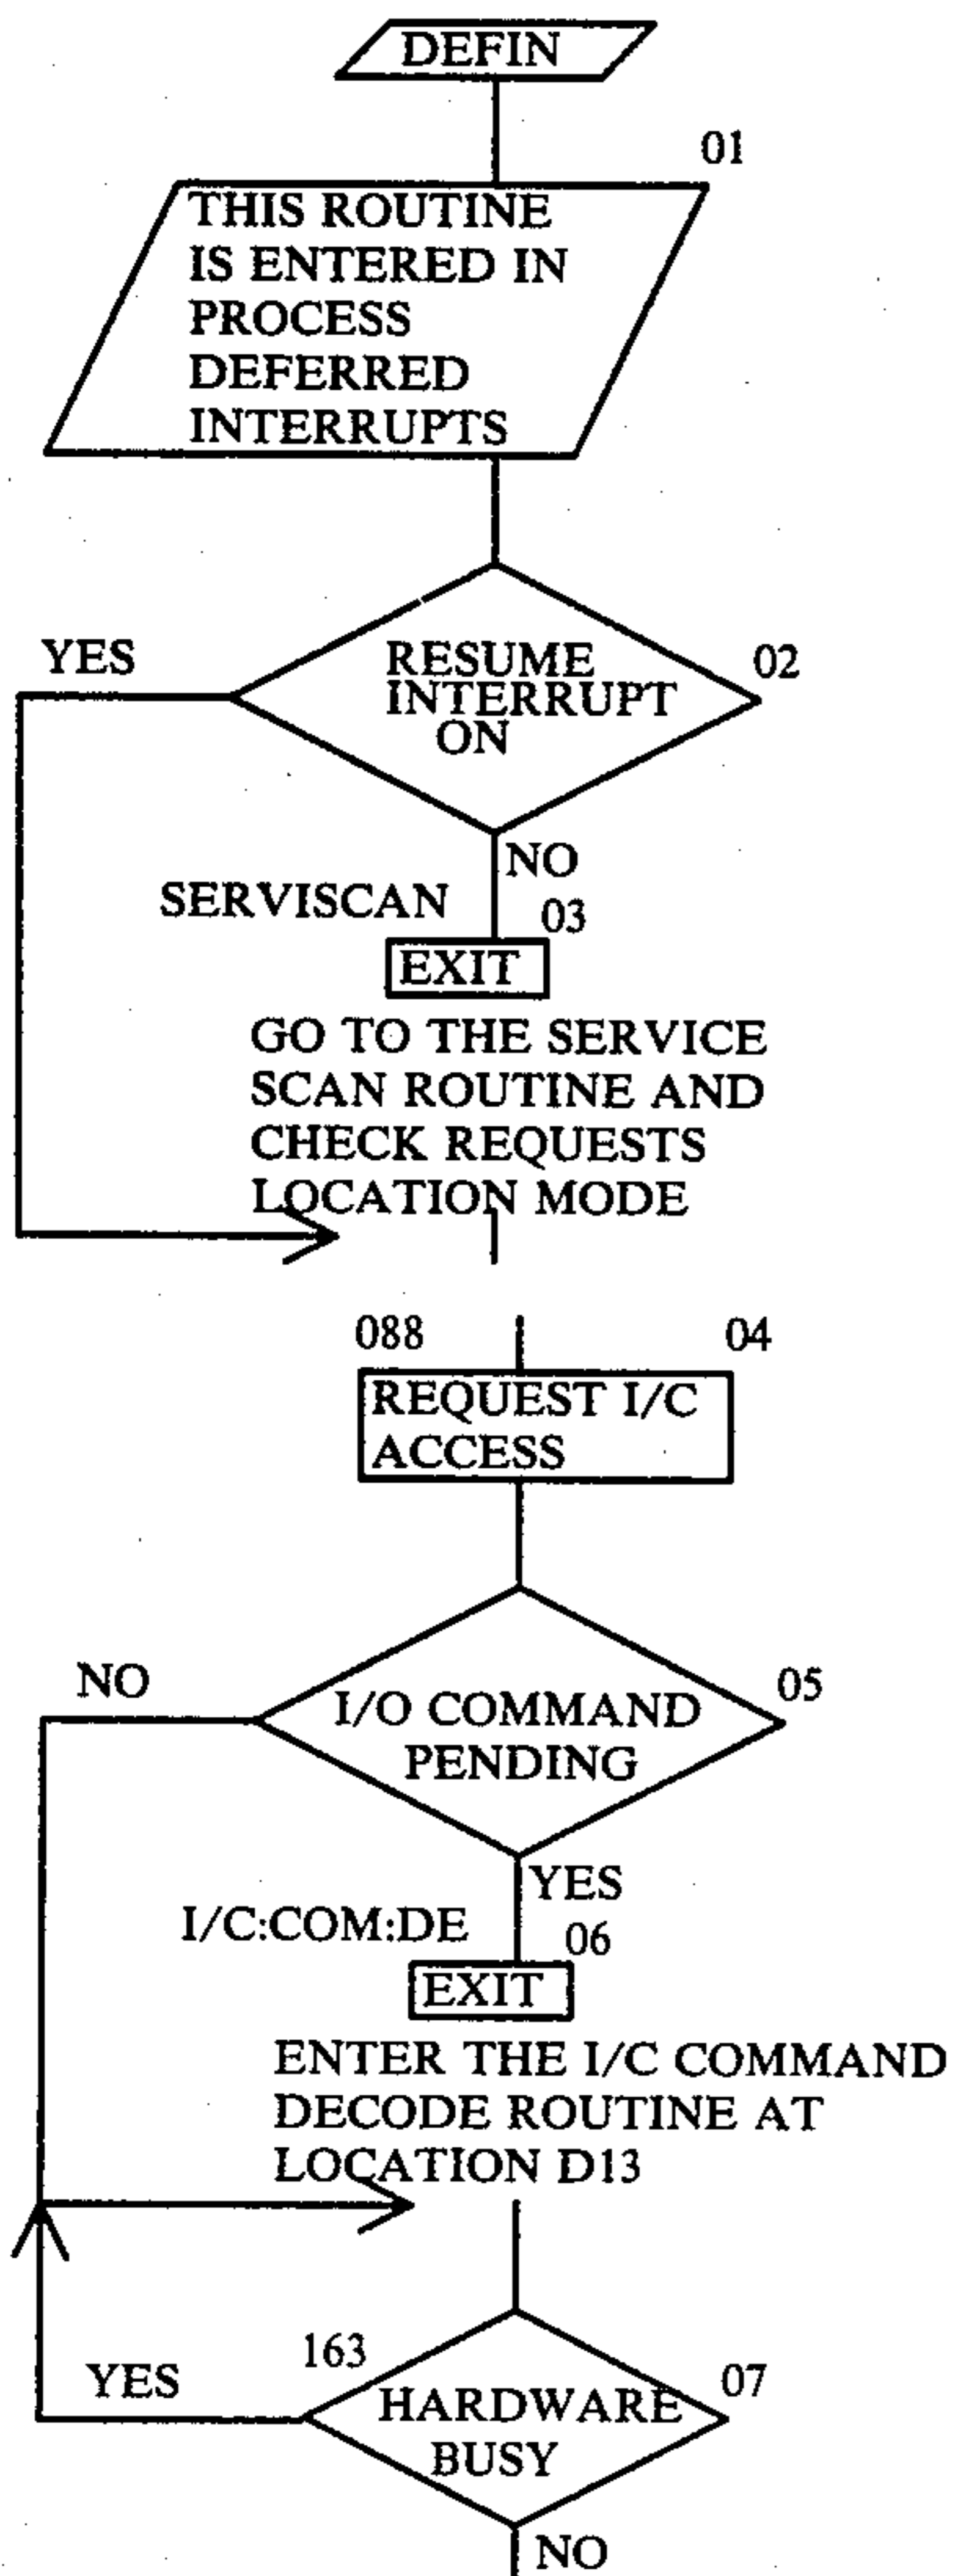 DEFIN
01
THIS ROUTINE
IS ENTERED IN
PROCESS
DEFERRED
INTERRUPTS
YES
RESUME
INTERRUPT
ON
02
NO
SERVISCAN
03
EXIT
GO TO THE SERVICE
SCAN ROUTINE AND
CHECK REQUESTS
LOCATION MODE
088
04
REQUEST I/C
ACCESS
NO
I/O COMMAND
PENDING
05
YES
I/C:COM:DE
06
EXIT
ENTER THE I/C COMMAND
DECODE ROUTINE AT
LOCATION D13
163
YES
HARDWARE
BUSY
07
NO